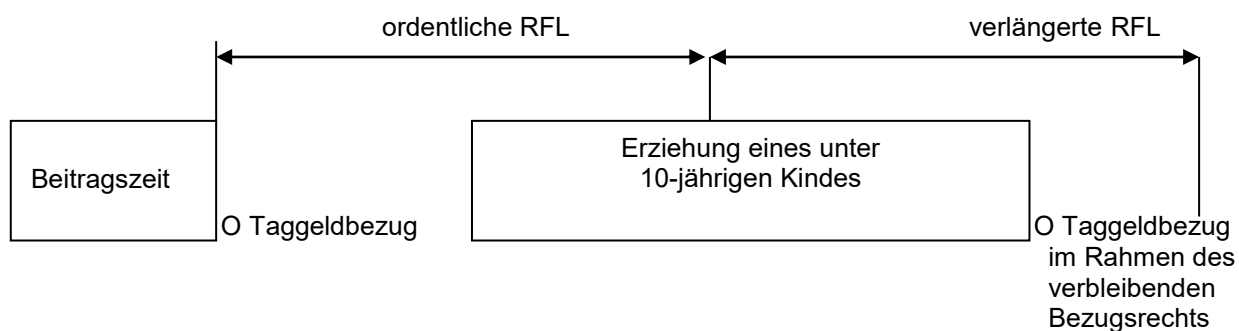 ordentliche RFL
verlängerte RFL
Beitragszeit
O Taggeldbezug
Erziehung eines unter
10-jährigen Kindes
O Taggeldbezug
im Rahmen des
verbleibenden
Bezugsrechts